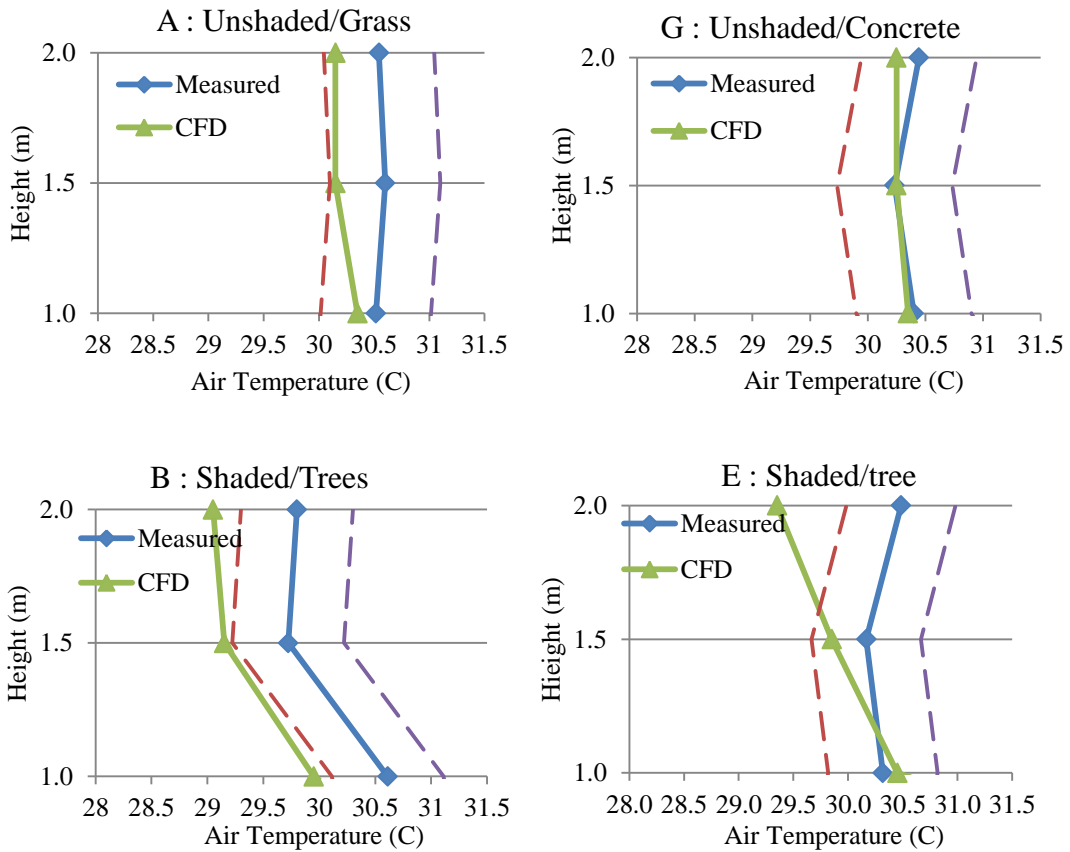 A : Unshaded/Grass
2.0
1.5
1.0
Height (m)
Measured
CFD
28 28.5 29 29.5 30 30.5 31 31.5
Air Temperature (C)
G : Unshaded/Concrete
2.0
1.5
1.0
Height (m)
Measured
CFD
28 28.5 29 29.5 30 30.5 31 31.5
Air Temperature (C)
B : Shaded/Trees
2.0
1.5
1.0
Height (m)
Measured
CFD
28 28.5 29 29.5 30 30.5 31 31.5
Air Temperature (C)
E : Shaded/tree
2.0
1.5
1.0
Hieight (m)
Measured
CFD
28.0 28.5 29.0 29.5 30.0 30.5 31.0 31.5
Air Temperature (C)